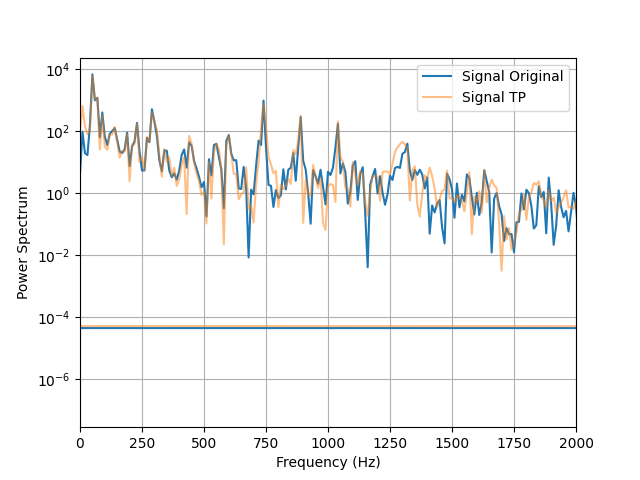 Signal Original
Signal TP
Power Spectrum
10⁴
10²
10⁰
10⁻²
10⁻⁴
10⁻⁶
0 250 500 750 1000 1250 1500 1750 2000
Frequency (Hz)